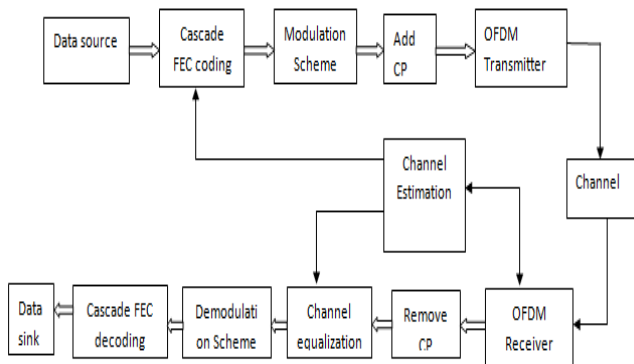 Data source
Cascade
FEC coding
Modulation
Scheme
Add
CP
OFDM
Transmitter
Channel
Estimation
Channel
Data
sink
Cascade FEC
decoding
Demodulati
on Scheme
Channel
equalization
Remove
CP
OFDM
Receiver